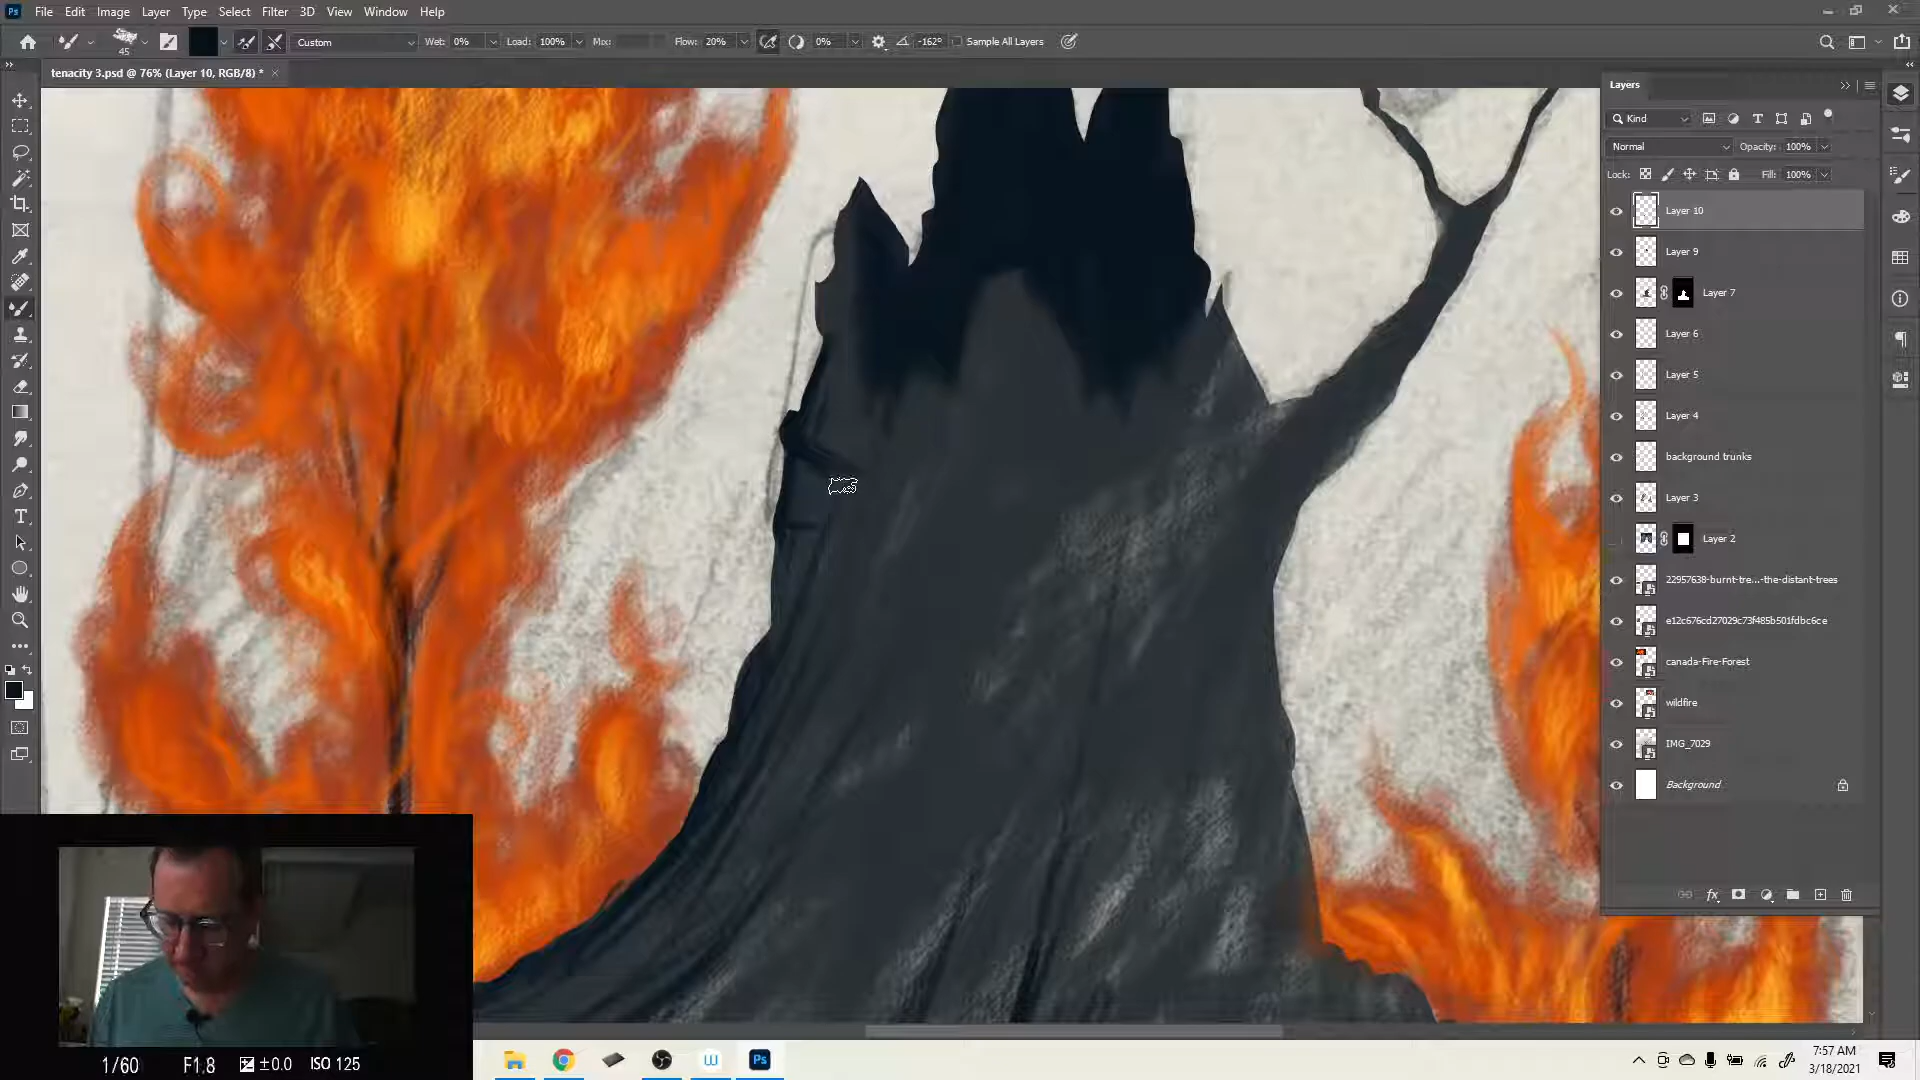 Ps File Edit Image Layer Type Select Filter 3D View Window Help
45 Custom Wet: 0% Load: 100% Mix: Flow: 20% 0% -162° Sample All Layers
tenacity 3.psd @ 76% (Layer 10, RGB/8) *
Layers
Kind
Normal Opacity: 100%
Lock: Fill: 100%
Layer 10
Layer 9
Layer 7
Layer 6
Layer 5
Layer 4
background trunks
Layer 3
Layer 2
22957638-burnt-tre...-the-distant-trees
e12c676cd27029c73f485b501fdbc6ce
canada-Fire-Forest
wildfire
IMG_7029
Background
fx
1/60 F1.8 ±0.0 ISO 125
Ps
7:57 AM
3/18/2021